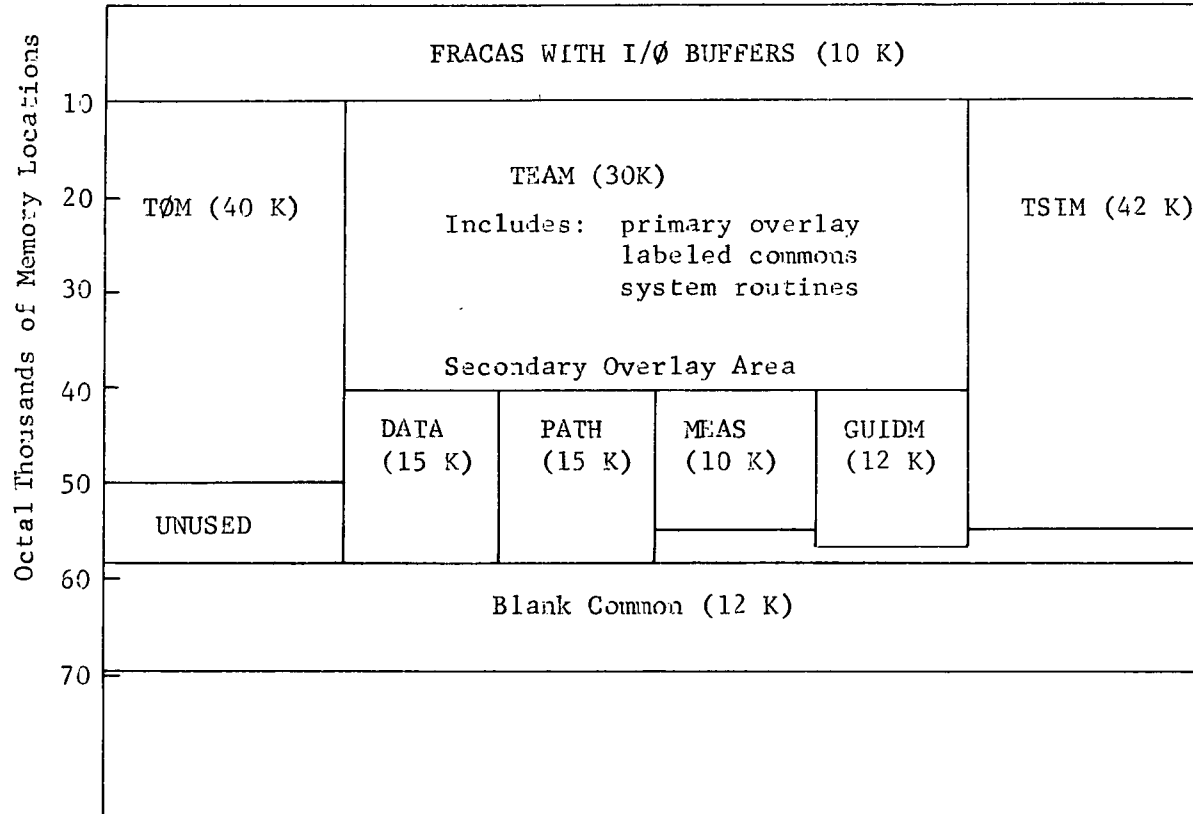 FRACAS WITH I/Ø BUFFERS (10 K)
Octal Thousands of Memory Locations
10
20
30
40
50
60
70
TØM (40 K)
UNUSED
TEAM (30K)
Includes: primary overlay
labeled commons
system routines
Secondary Overlay Area
DATA
(15 K)
PATH
(15 K)
MEAS
(10 K)
GUIDM
(12 K)
TSIM (42 K)
Blank Common (12 K)